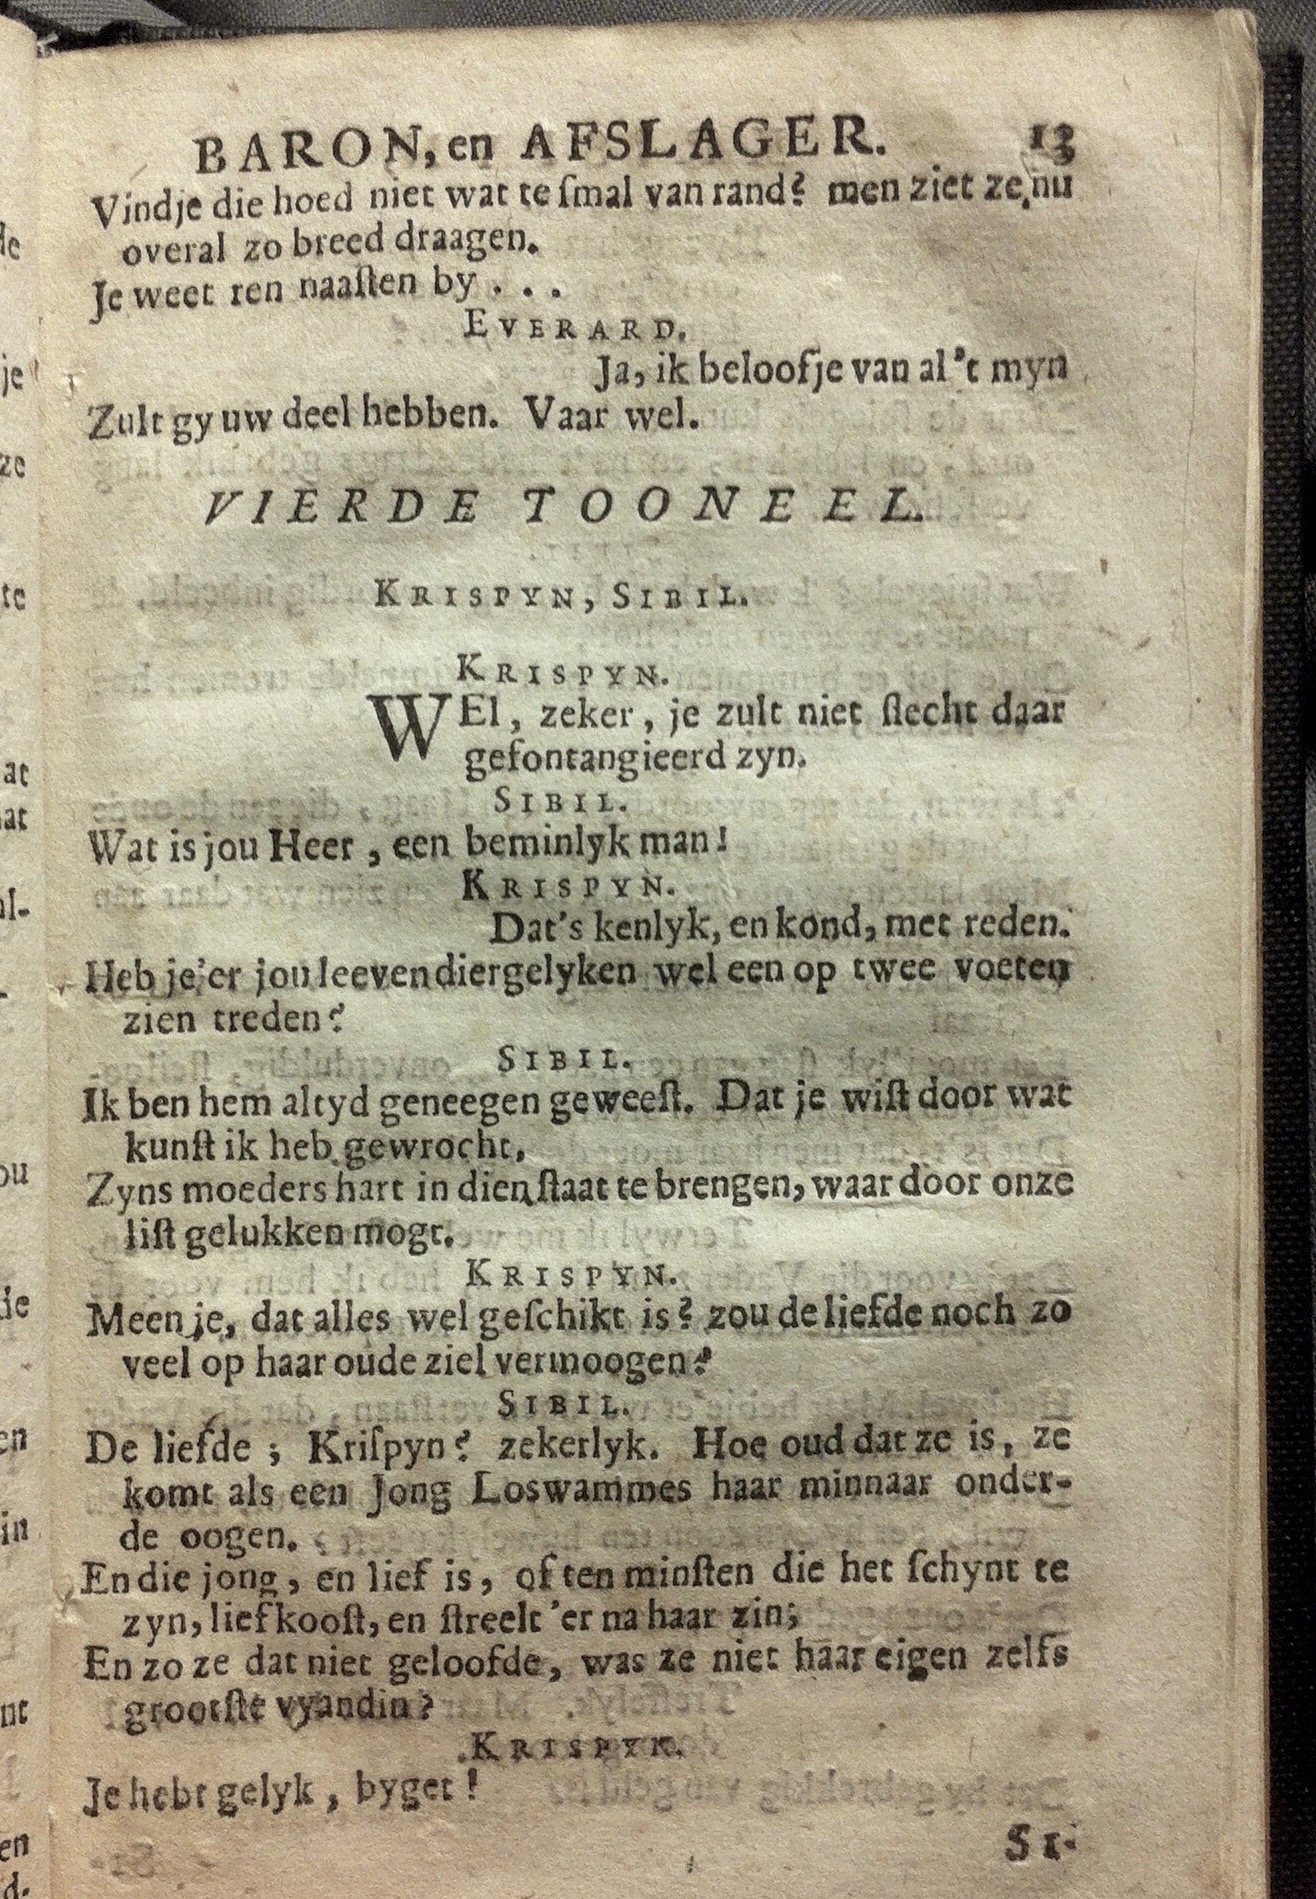 BARON, en AFSLAGER. 13
Vindje die hoed niet wat te ſmal van rand? men ziet ze nu
overal zo breed draagen.
Je weet ren naaſten by . . .
EVERARD.
Ja, ik beloofje van al 't myn
Zult gy uw deel hebben. Vaar wel.
VIERDE TOONEEL.
KRISPYN, SIBIL.
KRISPYN.
WEl, zeker, je zult niet ſlecht daar
gefontangieerd zyn.
SIBIL.
Wat is jou Heer, een beminlyk man!
KRISPYN.
Dat's kenlyk, en kond, met reden.
Heb je'er jou leeven diergelyken wel een op twee voeten
zien treden?
SIBIL.
Ik ben hem altyd geneegen geweeſt. Dat je wiſt door wat
kunſt ik heb gewrocht,
Zyns moeders hart in dien ſtaat te brengen, waar door onze
liſt gelukken mogt.
KRISPYN.
Meen je, dat alles wel geſchikt is? zou de liefde noch zo
veel op haar oude ziel vermoogen?
SIBIL.
De liefde; Kriſpyn? zekerlyk. Hoe oud dat ze is, ze
komt als een Jong Loswammes haar minnaar onder-
de oogen.
En die jong, en lief is, of ten minſten die het ſchynt te
zyn, liefkooſt, en ſtreelt 'er na haar zin;
En zo ze dat niet geloofde, was ze niet haar eigen zelfs
grootſte vyandin?
KRISPYN.
Je hebt gelyk, byget!
SI-